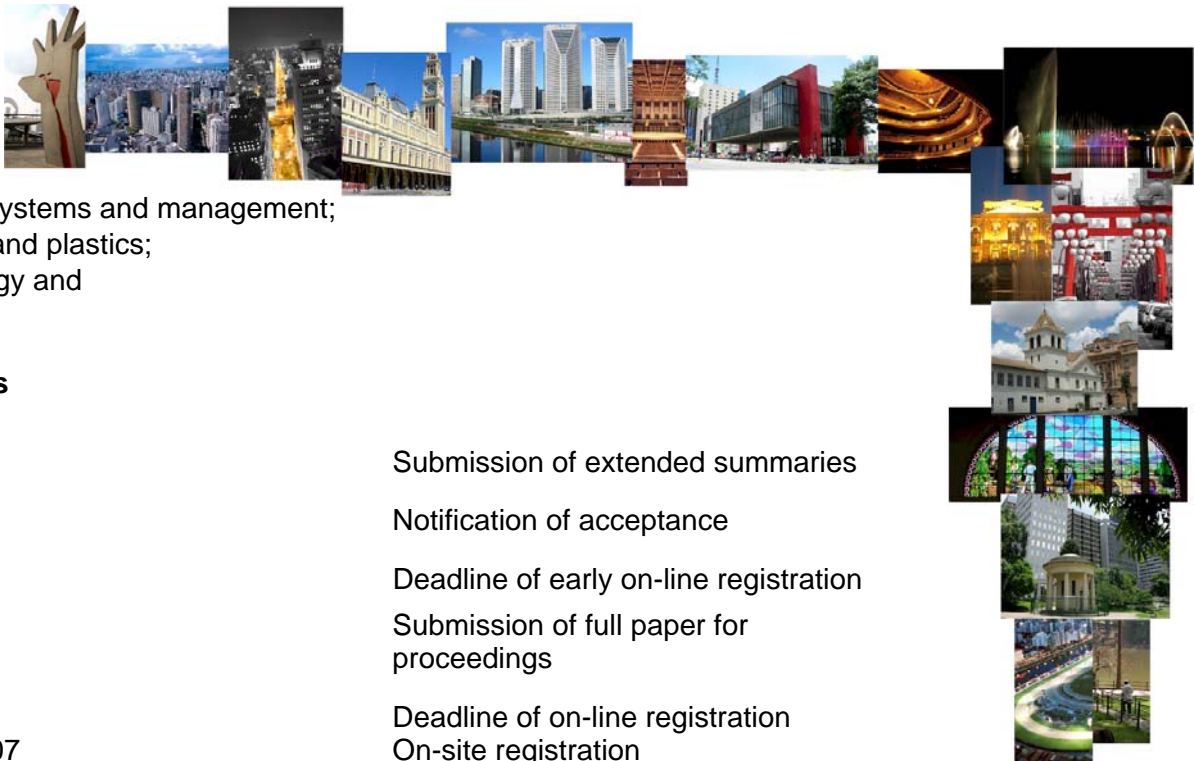 ystems and management;
and plastics;
gy and
s
Submission of extended summaries
Notification of acceptance
Deadline of early on-line registration
Submission of full paper for
proceedings
Deadline of on-line registration
07
On-site registration